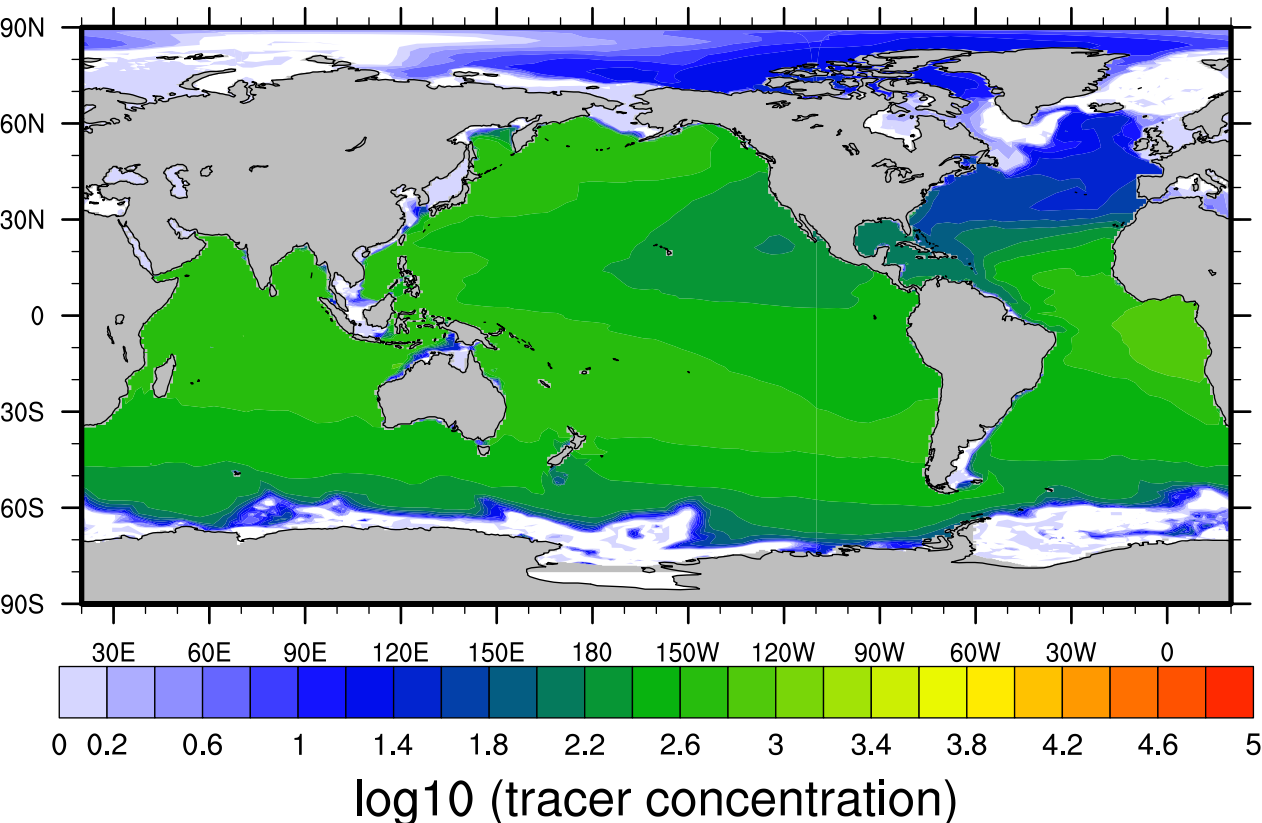 90N
60N
30N
0
30S
60S
90S
30E 60E 90E 120E 150E 180 150W 120W 90W 60W 30W 0
0 0.2 0.6 1 1.4 1.8 2.2 2.6 3 3.4 3.8 4.2 4.6 5
log10 (tracer concentration)